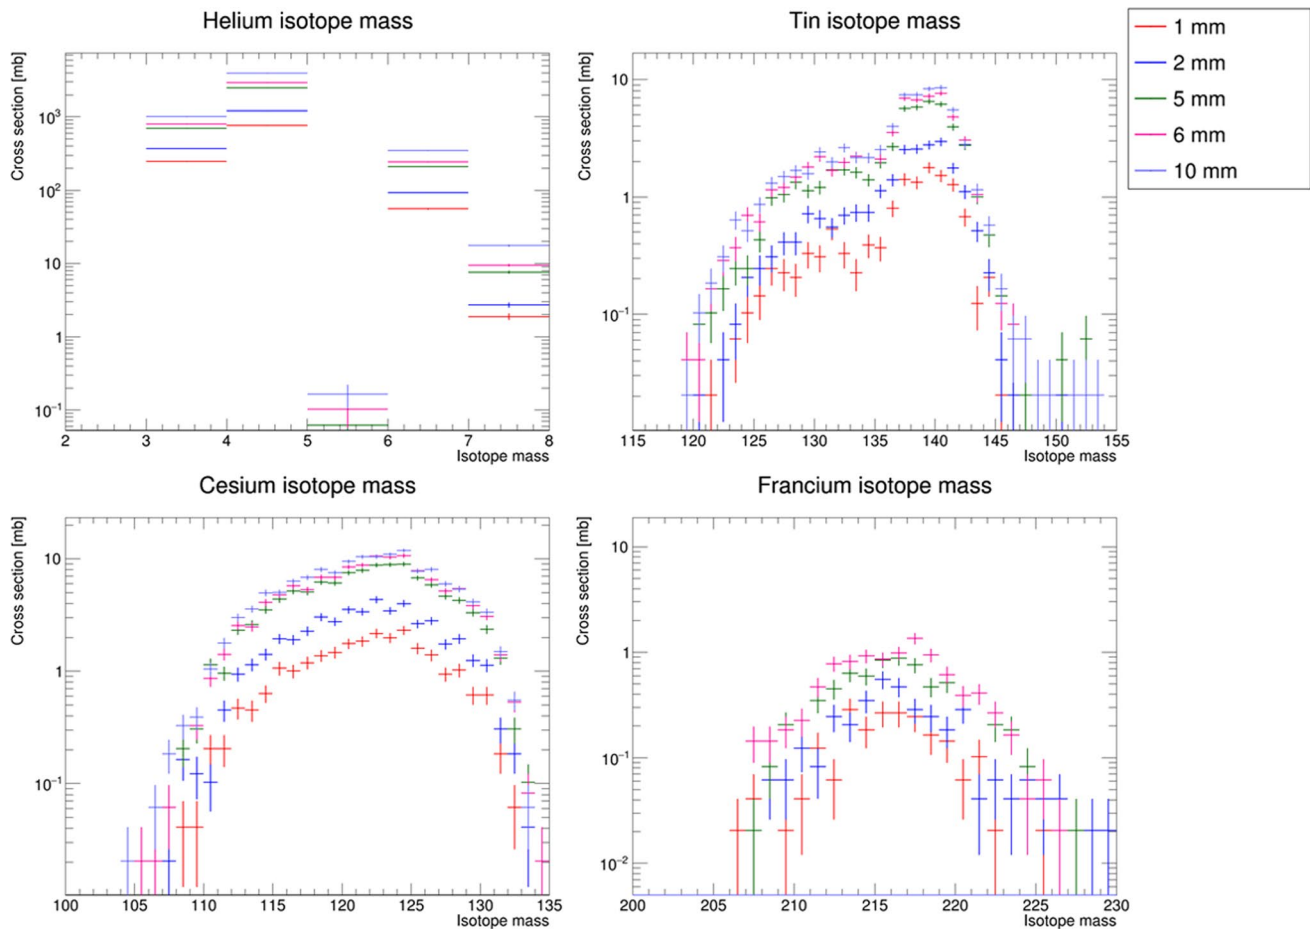 Helium isotope mass
Cross section [mb]
10³
10²
10
1
10⁻¹
2 3 4 5 6 7 8
Isotope mass
Tin isotope mass
Cross section [mb]
10
1
10⁻¹
115 120 125 130 135 140 145 150 155
Isotope mass
1 mm
2 mm
5 mm
6 mm
10 mm
Cesium isotope mass
Cross section [mb]
10
1
10⁻¹
100 105 110 115 120 125 130 135
Isotope mass
Francium isotope mass
Cross section [mb]
10
1
10⁻¹
10⁻²
200 205 210 215 220 225 230
Isotope mass